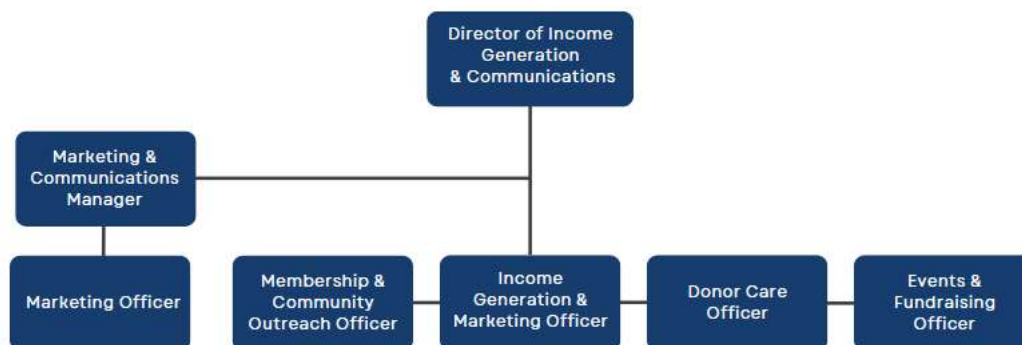 Director of Income
Generation
& Communications
Marketing &
Communications
Manager
Marketing Officer
Membership &
Community
Outreach Officer
Income
Generation &
Marketing Officer
Donor Care
Officer
Events &
Fundraising
Officer